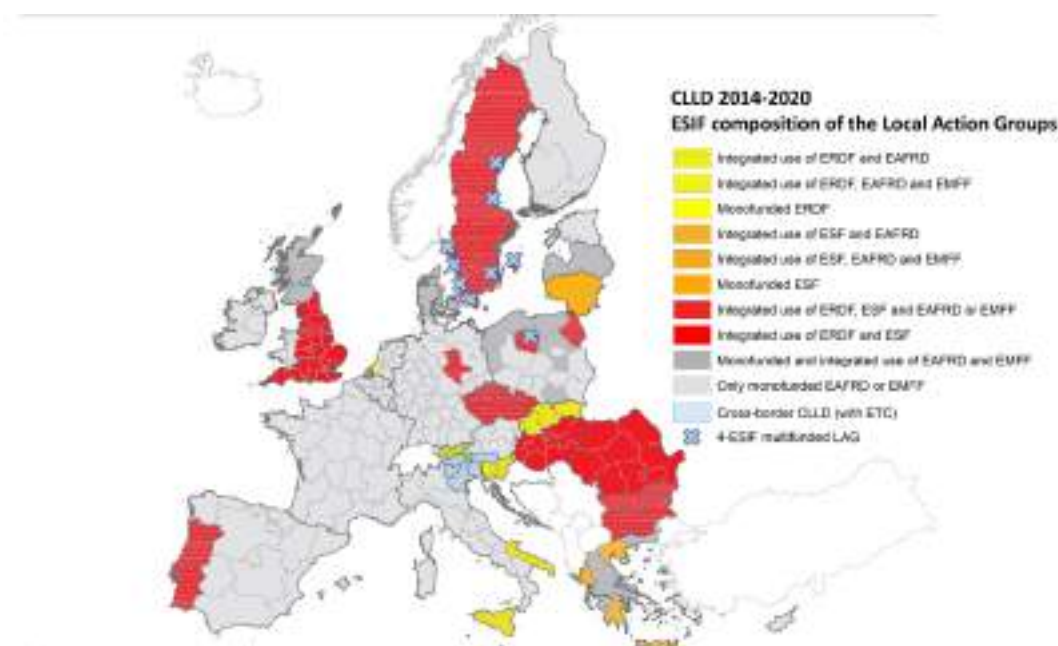 CLLD 2014-2020
ESIF composition of the Local Action Groups
Integrated use of ERDF and EAFRD
Integrated use of ERDF, EAFRD and EMFF
Monofunded ERDF
Integrated use of ESF and EAFRD
Integrated use of ESF, EAFRD and EMFF
Monofunded ESF
Integrated use of ERDF, ESF and EAFRD or EMFF
Integrated use of ERDF and ESF
Monofunded and integrated use of EAFRD and EMFF
Only monofunded EAFRD or EMFF
Cross-border CLLD (with ETC)
4-ESIF multifunded LAG